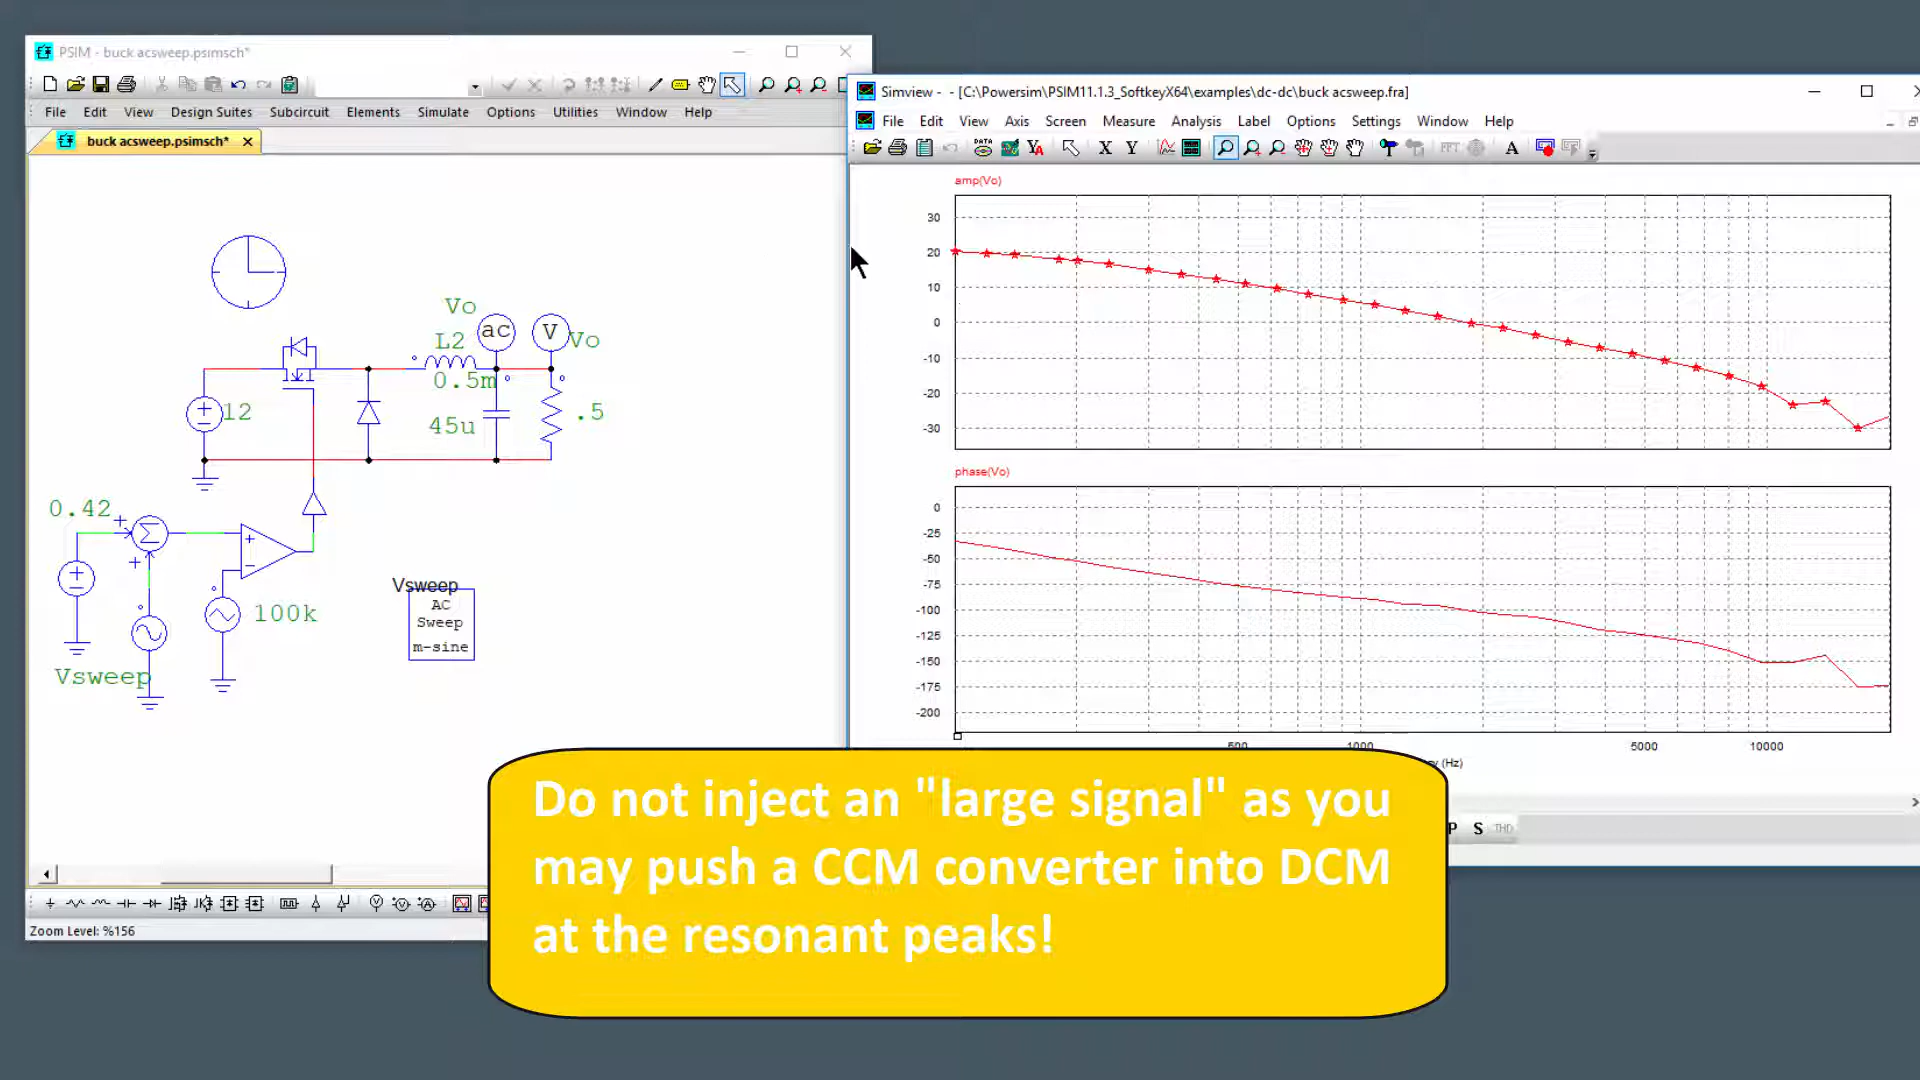 PSIM - buck acsweep.psimsch*
File Edit View Design Suites Subcircuit Elements Simulate Options Utilities Window Help
buck acsweep.psimsch*
Vo
ac
V
Vo
L2
0.5m
12
45u
.5
0.42
Σ
100k
Vsweep
Vsweep
AC
Sweep
m-sine
Zoom Level: %156
Simview - - [C:\Powersim\PSIM11.1.3_SoftkeyX64\examples\dc-dc\buck acsweep.fra]
File Edit View Axis Screen Measure Analysis Label Options Settings Window Help
DATA X Y FFT A
amp(Vo)
30
20
10
0
-10
-20
-30
phase(Vo)
0
-25
-50
-75
-100
-125
-150
-175
-200
500 1000 5000 10000
(Hz)
P S THD
Do not inject an "large signal" as you
may push a CCM converter into DCM
at the resonant peaks!